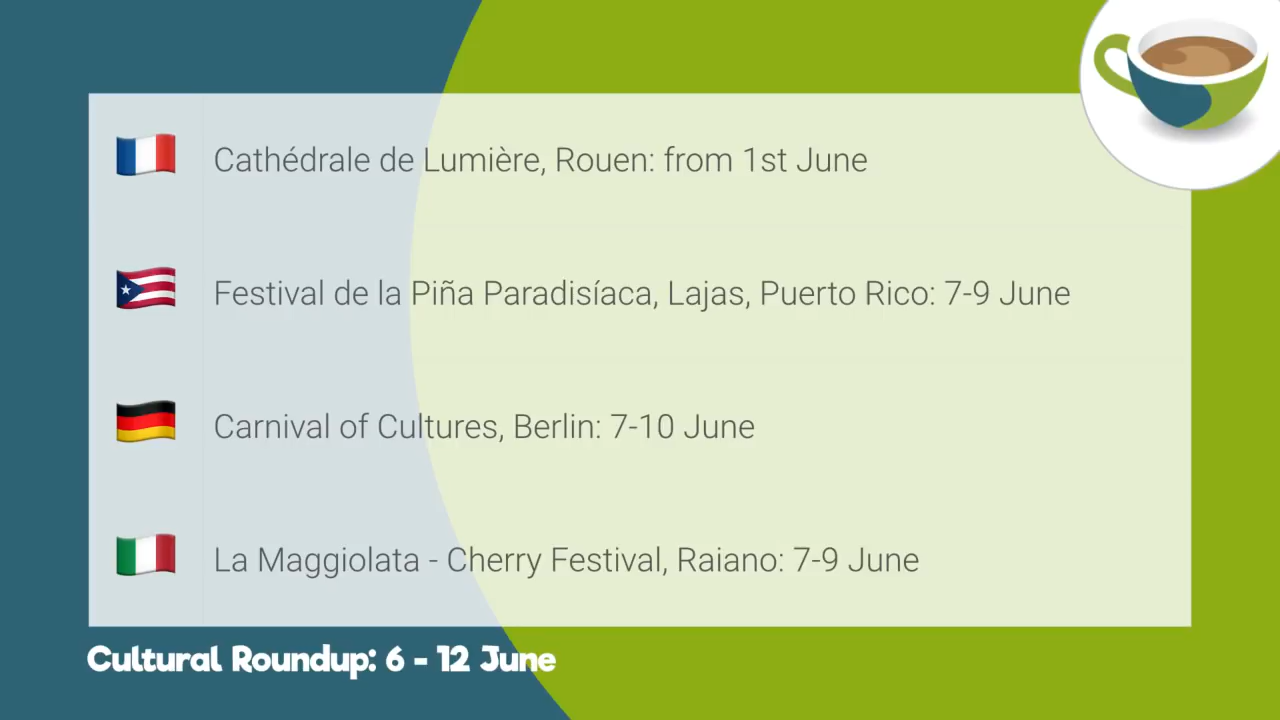 Cathédrale de Lumière, Rouen: from 1st June
Festival de la Piña Paradisíaca, Lajas, Puerto Rico: 7-9 June
Carnival of Cultures, Berlin: 7-10 June
La Maggiolata - Cherry Festival, Raiano: 7-9 June
Cultural Roundup: 6 - 12 June